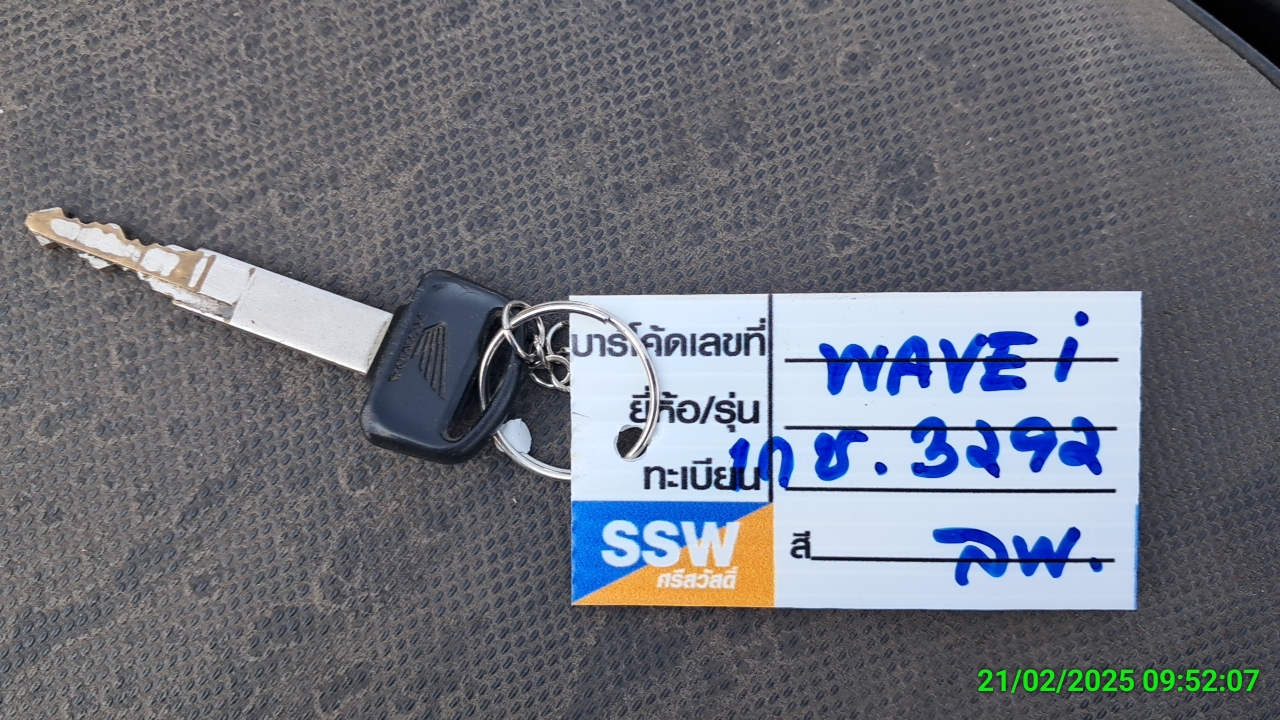 บาร์โค้ดเลขที่ WAVE i
ยี่ห้อ/รุ่น
ทะเบียน 1กช. 3292
SSW
ศรีสวัสดิ์
สี ลพ.
21/02/2025 09:52:07